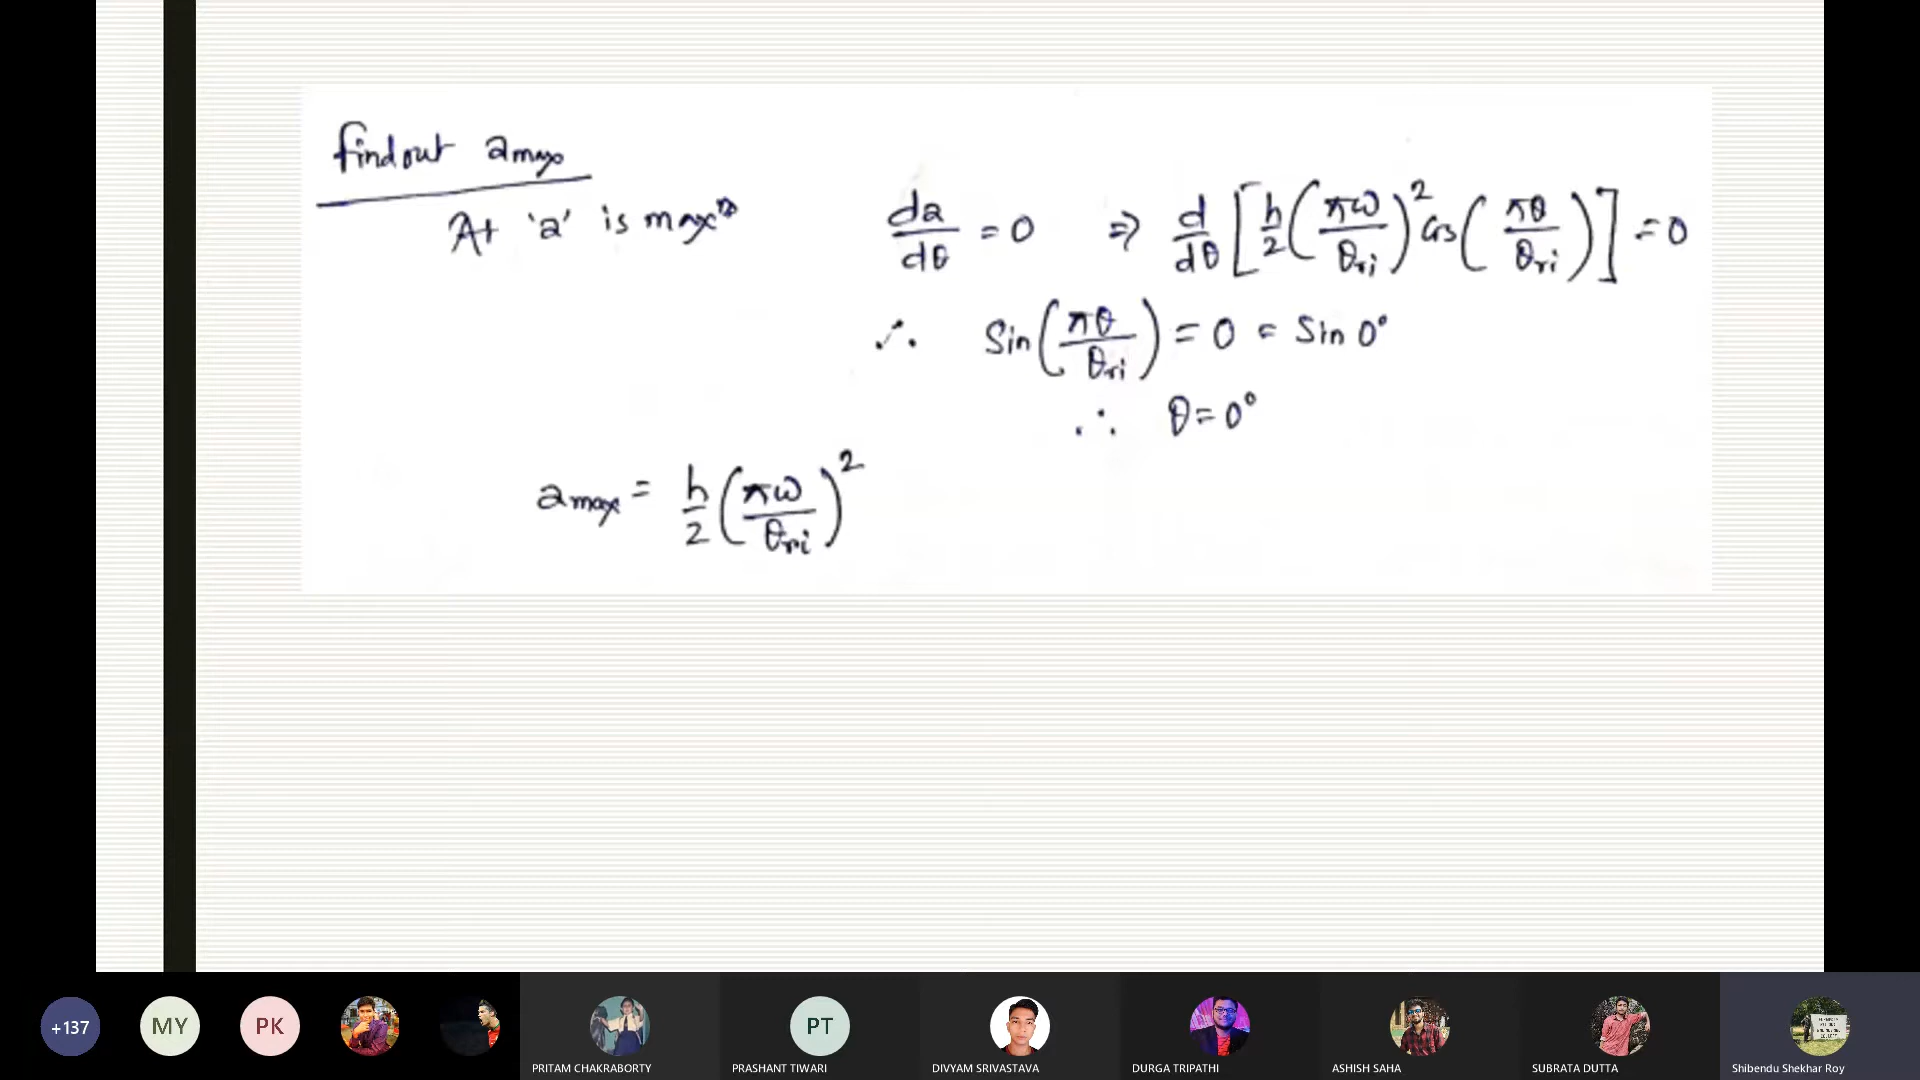 findout amax
At 'a' is maxm da/dθ = 0 ⇒ d/dθ [h/2 (πω/θri)² Cos(πθ/θri)] = 0
∴ Sin(πθ/θri) = 0 = Sin 0°
∴ θ = 0°
amax = h/2 (πω/θri)²
+137
MY
PK
PT
PRITAM CHAKRABORTY
PRASHANT TIWARI
DIVYAM SRIVASTAVA
DURGA TRIPATHI
ASHISH SAHA
SUBRATA DUTTA
Shibendu Shekhar Roy